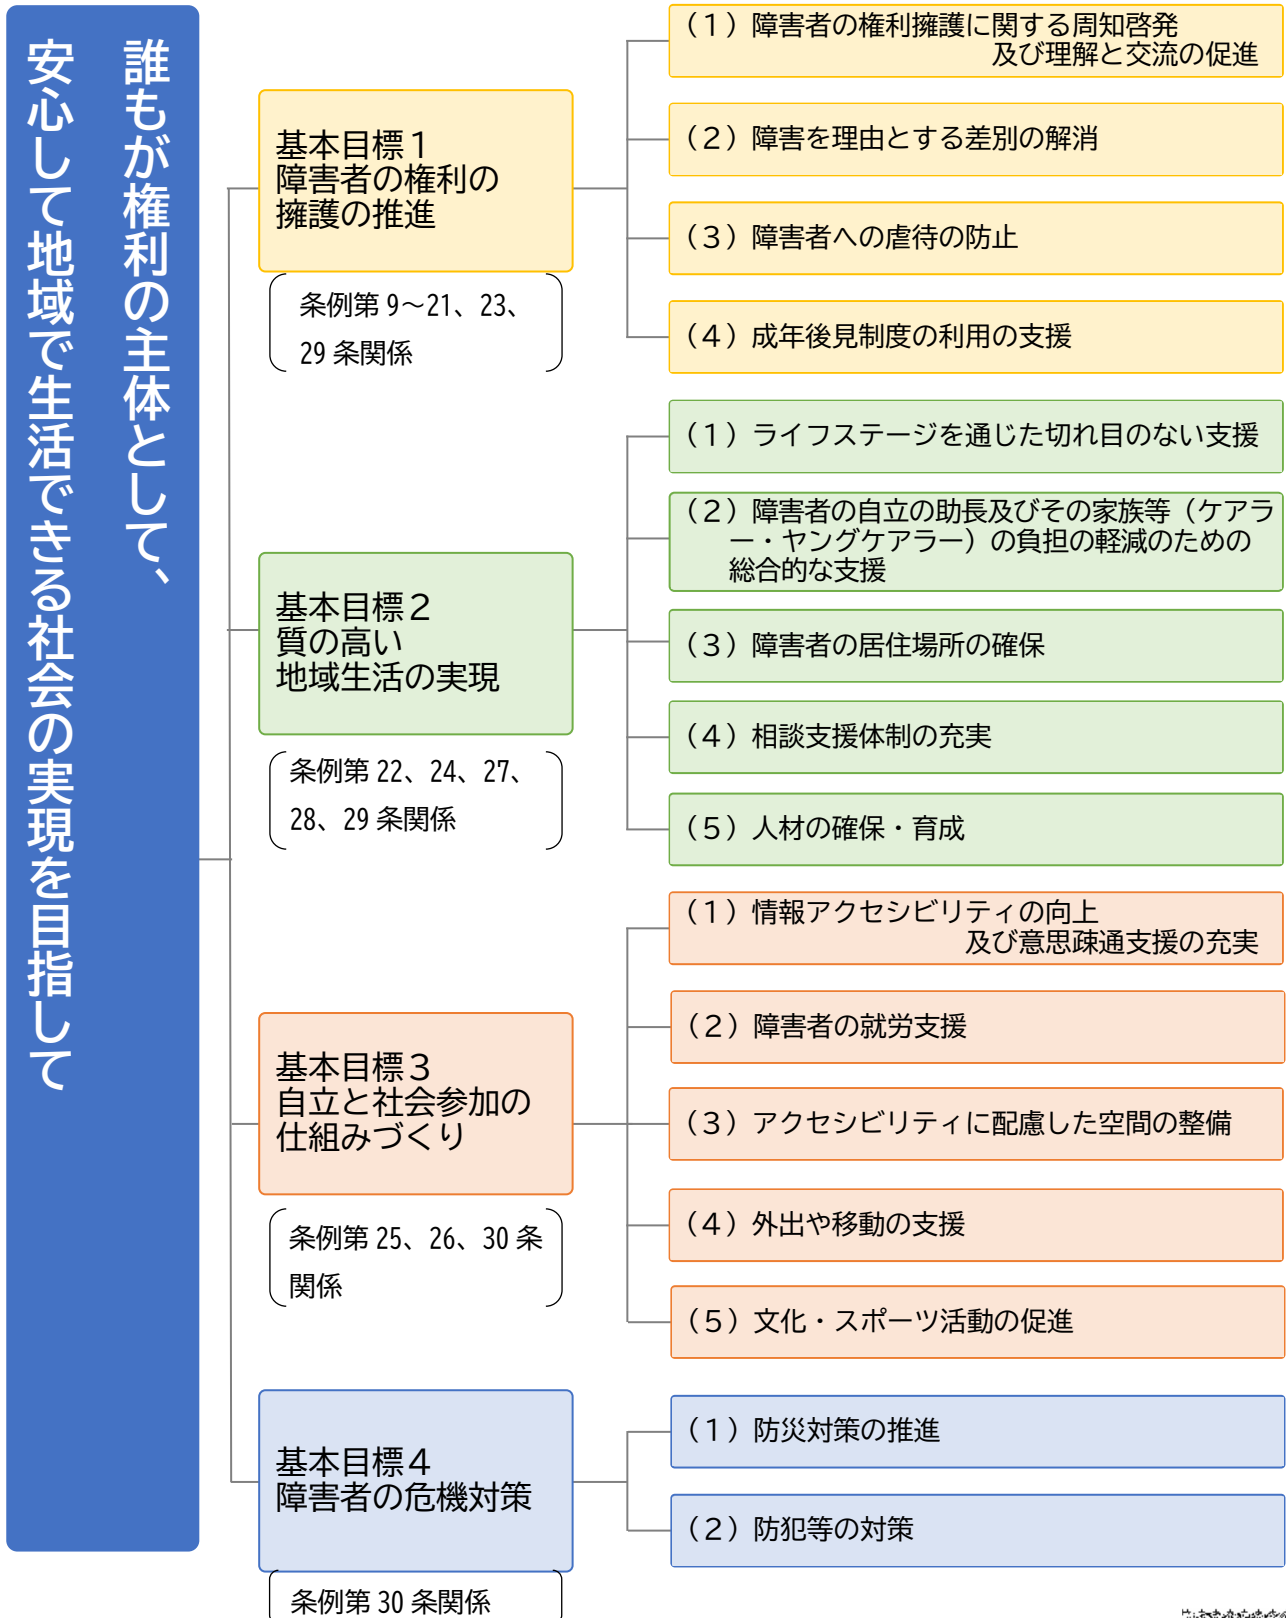 誰もが権利の主体として、
安心して地域で生活できる社会の実現を目指して
基本目標１
障害者の権利の
擁護の推進
条例第 9～21、23、
29 条関係
（１）障害者の権利擁護に関する周知啓発
及び理解と交流の促進
（２）障害を理由とする差別の解消
（３）障害者への虐待の防止
（４）成年後見制度の利用の支援
基本目標２
質の高い
地域生活の実現
条例第 22、24、27、
28、29 条関係
（１）ライフステージを通じた切れ目のない支援
（２）障害者の自立の助長及びその家族等（ケアラ
ー・ヤングケアラー）の負担の軽減のための
総合的な支援
（３）障害者の居住場所の確保
（４）相談支援体制の充実
（５）人材の確保・育成
基本目標３
自立と社会参加の
仕組みづくり
条例第 25、26、30 条
関係
（１）情報アクセシビリティの向上
及び意思疎通支援の充実
（２）障害者の就労支援
（３）アクセシビリティに配慮した空間の整備
（４）外出や移動の支援
（５）文化・スポーツ活動の促進
基本目標４
障害者の危機対策
条例第 30 条関係
（１）防災対策の推進
（２）防犯等の対策